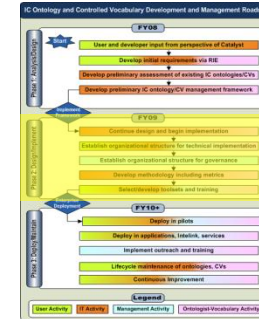 IC Ontology and Controlled Vocabulary Development and Management Roadm
FY08
Start
User and developer input from perspective of Catalyst
Develop initial requirements via RIE
Develop preliminary assessment of existing IC ontologies/CVs
Develop preliminary IC ontology/CV management framework
Phase 1: Analysis/Design
Implement
FY09
Continue design and begin implementation
Establish organizational structure for technical implementation
Establish organizational structure for governance
Develop methodology including metrics
Select/develop toolsets and training
Deployment
FY10+
Deploy in pilots
Deploy in applications, Intelink, services
Implement outreach and training
Lifecycle maintenance of ontologies, CVs
Continuous Improvement
Phase 3: Deploy/Maintain
Legend
User Activity
IT Activity
Management Activity
Ontologist-Vocabulary Activity